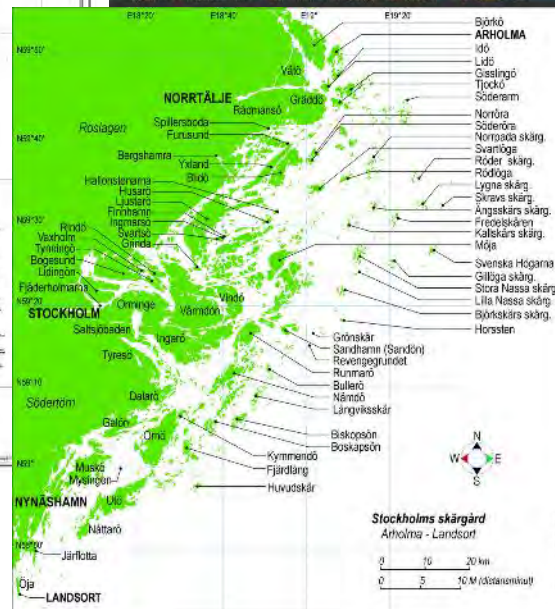 E18°20'
E18°40'
E19°
E19°20'
Björkö
ARHOLMA
Idö
Lidö
Gisslingö
Tjockö
Söderarm
Norröra
Söderöra
Norrpada skärg.
Svartlöga
Röder skärg.
Rödlöga
Lygna skärg.
Skravs skärg.
Ängsskärs skärg.
Fredelskären
Kallskärs skärg.
Möja
Svenska Högarna
Gillöga skärg.
Stora Nassa skärg.
Lilla Nassa skärg.
Björkskärs skärg.
Horssten
Vätö
NORRTÄLJE
Gräddö
Rådmansö
Spillersboda
Furusund
Roslagen
N59°40'
Bergshamra
Yxlan
Blidö
Hallonstenarna
Husarö
Ljusterö
Finnhamn
Ingmarsö
Svartsö
Grinda
N59°30'
Rindö
Vaxholm
Tynningö
Bogesund
Lidingön
Fjäderholmarna
N59°20'
STOCKHOLM
Orminge
Vindö
Värmdön
Saltsjöbaden
Ingarö
Tyresö
Grönskär
Sandhamn (Sandön)
Revengegrundet
Runmarö
Bullerö
Nämdö
Långviksskär
N59°10'
Södertörn
Dalarö
Galön
Ornö
Biskopsön
Boskapsön
Kymmendö
Fjärdlång
Huvudskär
N59°
Muskö
Mysingen
NYNÄSHAMN
Utö
Nåttarö
Järflotta
Öja
LANDSORT
N
W
E
S
Stockholms skärgård
Arholma - Landsort
0 10 20 km
0 5 10 M (distansminut)